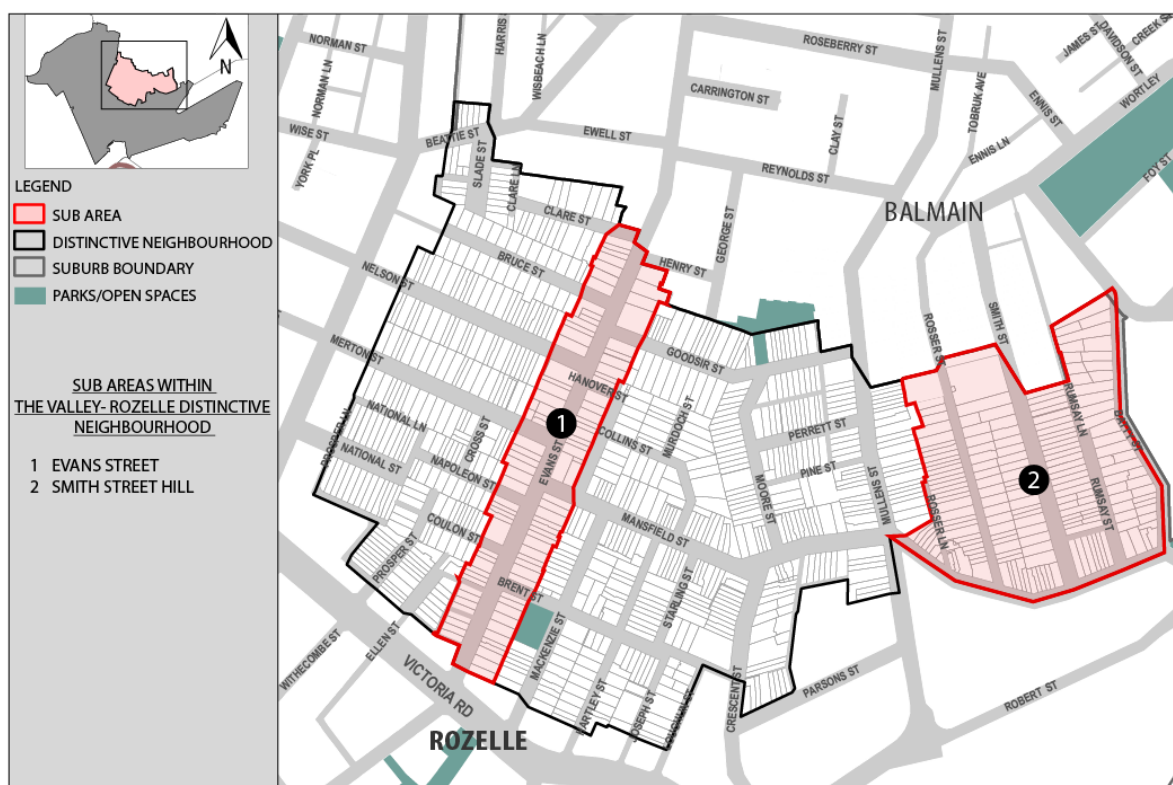 N
LEGEND
SUB AREA
DISTINCTIVE NEIGHBOURHOOD
SUBURB BOUNDARY
PARKS/OPEN SPACES
SUB AREAS WITHIN
THE VALLEY- ROZELLE DISTINCTIVE
NEIGHBOURHOOD
1 EVANS STREET
2 SMITH STREET HILL
NORMAN ST
NORMAN LN
WISE ST
YORK PL
HARRIS
WISBEACH LN
BEATTIE ST
SLADE ST
CLARE LN
CLARE ST
EWELL ST
CARRINGTON ST
CLAY ST
ROSEBERRY ST
MULLENS ST
REYNOLDS ST
TOBRUK AVE
ENNIS ST
ENNIS LN
JAMES ST
DAVIDSON ST
CREEK S
WORTLEY
FOY ST
BALMAIN
GEORGE ST
HENRY ST
BRUCE ST
NELSON ST
MERTON ST
HANOVER ST
GOODSIR ST
NATIONAL LN
NATIONAL ST
CROSS ST
PROSPER LN
NAPOLEON ST
EVANS ST
1
COLLINS ST
MURDOCH ST
PERRETT ST
PINE ST
MOORE ST
MULLENS ST
ROSSER ST
SMITH ST
RUMSAY LN
RUMSAY ST
BATTY ST
2
ROSSER LN
COULON ST
PROSPER ST
MANSFIELD ST
BRENT ST
STARLING ST
MACKENZIE ST
ELLEN ST
WITHECOMBE ST
VICTORIA RD
ROZELLE
HARTLEY ST
JOSEPH ST
CRESCENT ST
PARSONS ST
ROBERT ST